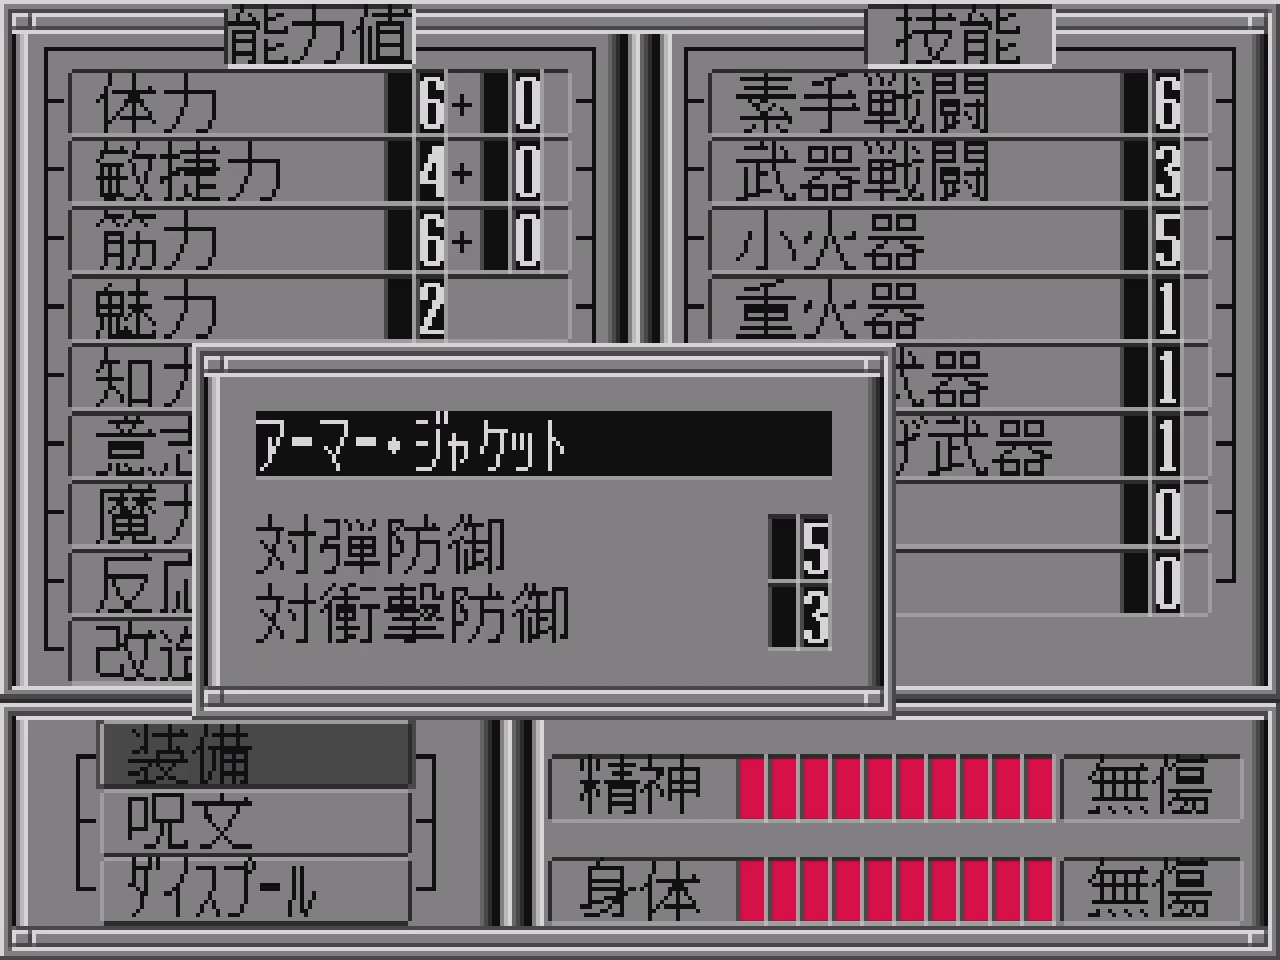 能力値
体力 6+ 0
敏捷力 4+ 0
筋力 6+ 0
魅力 2
知
意志
魔
反応
改造
技能
素手戦闘 6
武器戦闘 3
小火器 5
重火器 1
武器 1
げ武器 1
0
0
アーマー・ジャケット
対弾防御 5
対衝撃防御 3
装備
呪文
ダイスプール
精神 無傷
身体 無傷